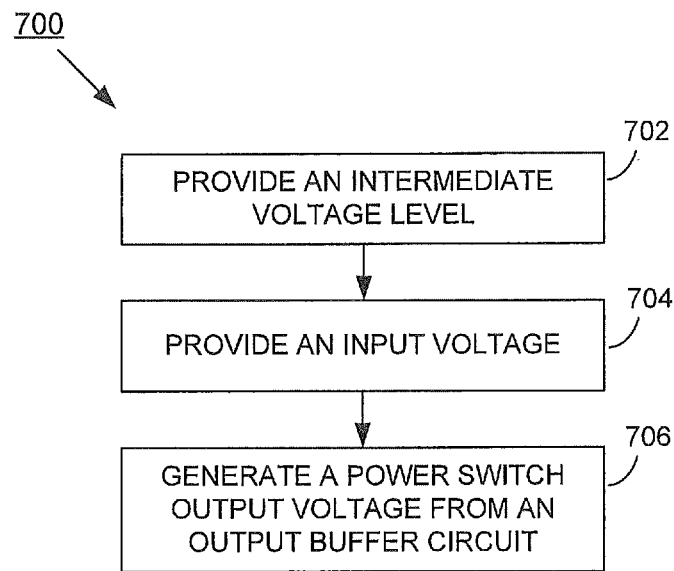 700
702
PROVIDE AN INTERMEDIATE
VOLTAGE LEVEL
704
PROVIDE AN INPUT VOLTAGE
706
GENERATE A POWER SWITCH
OUTPUT VOLTAGE FROM AN
OUTPUT BUFFER CIRCUIT